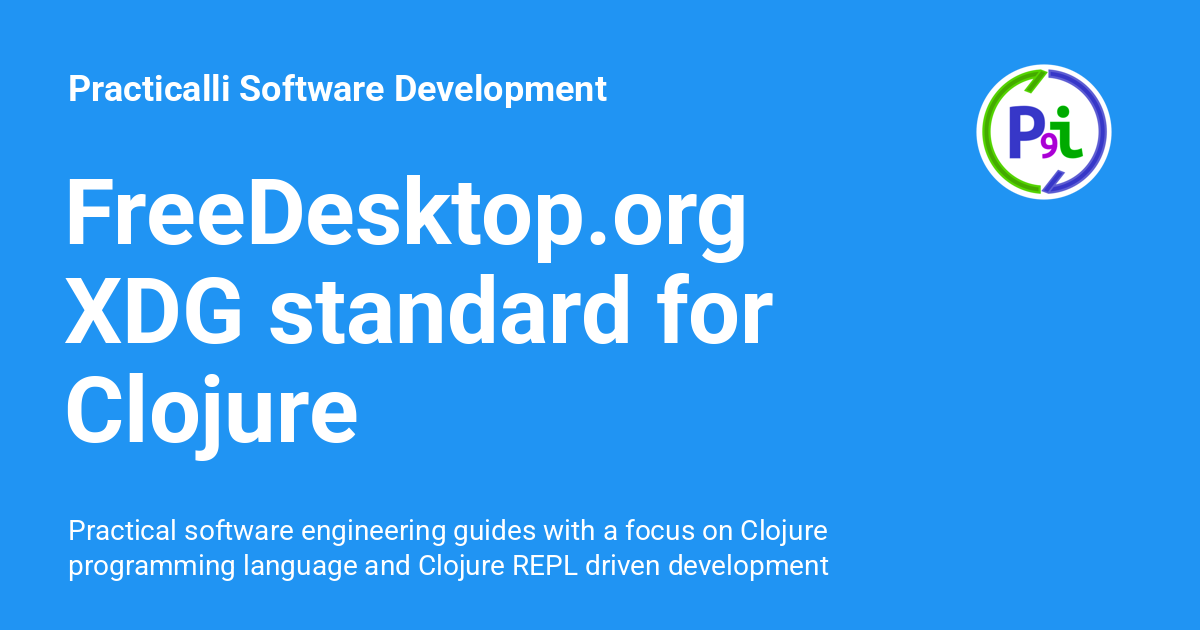 Practicalli Software Development
P9i
FreeDesktop.org
XDG standard for
Clojure
Practical software engineering guides with a focus on Clojure
programming language and Clojure REPL driven development